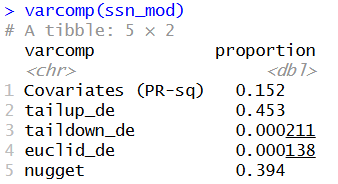 > varcomp(ssn_mod)
# A tibble: 5 × 2
varcomp proportion
<chr> <dbl>
1 Covariates (PR-sq) 0.152
2 tailup_de 0.453
3 taildown_de 0.000211
4 euclid_de 0.000138
5 nugget 0.394